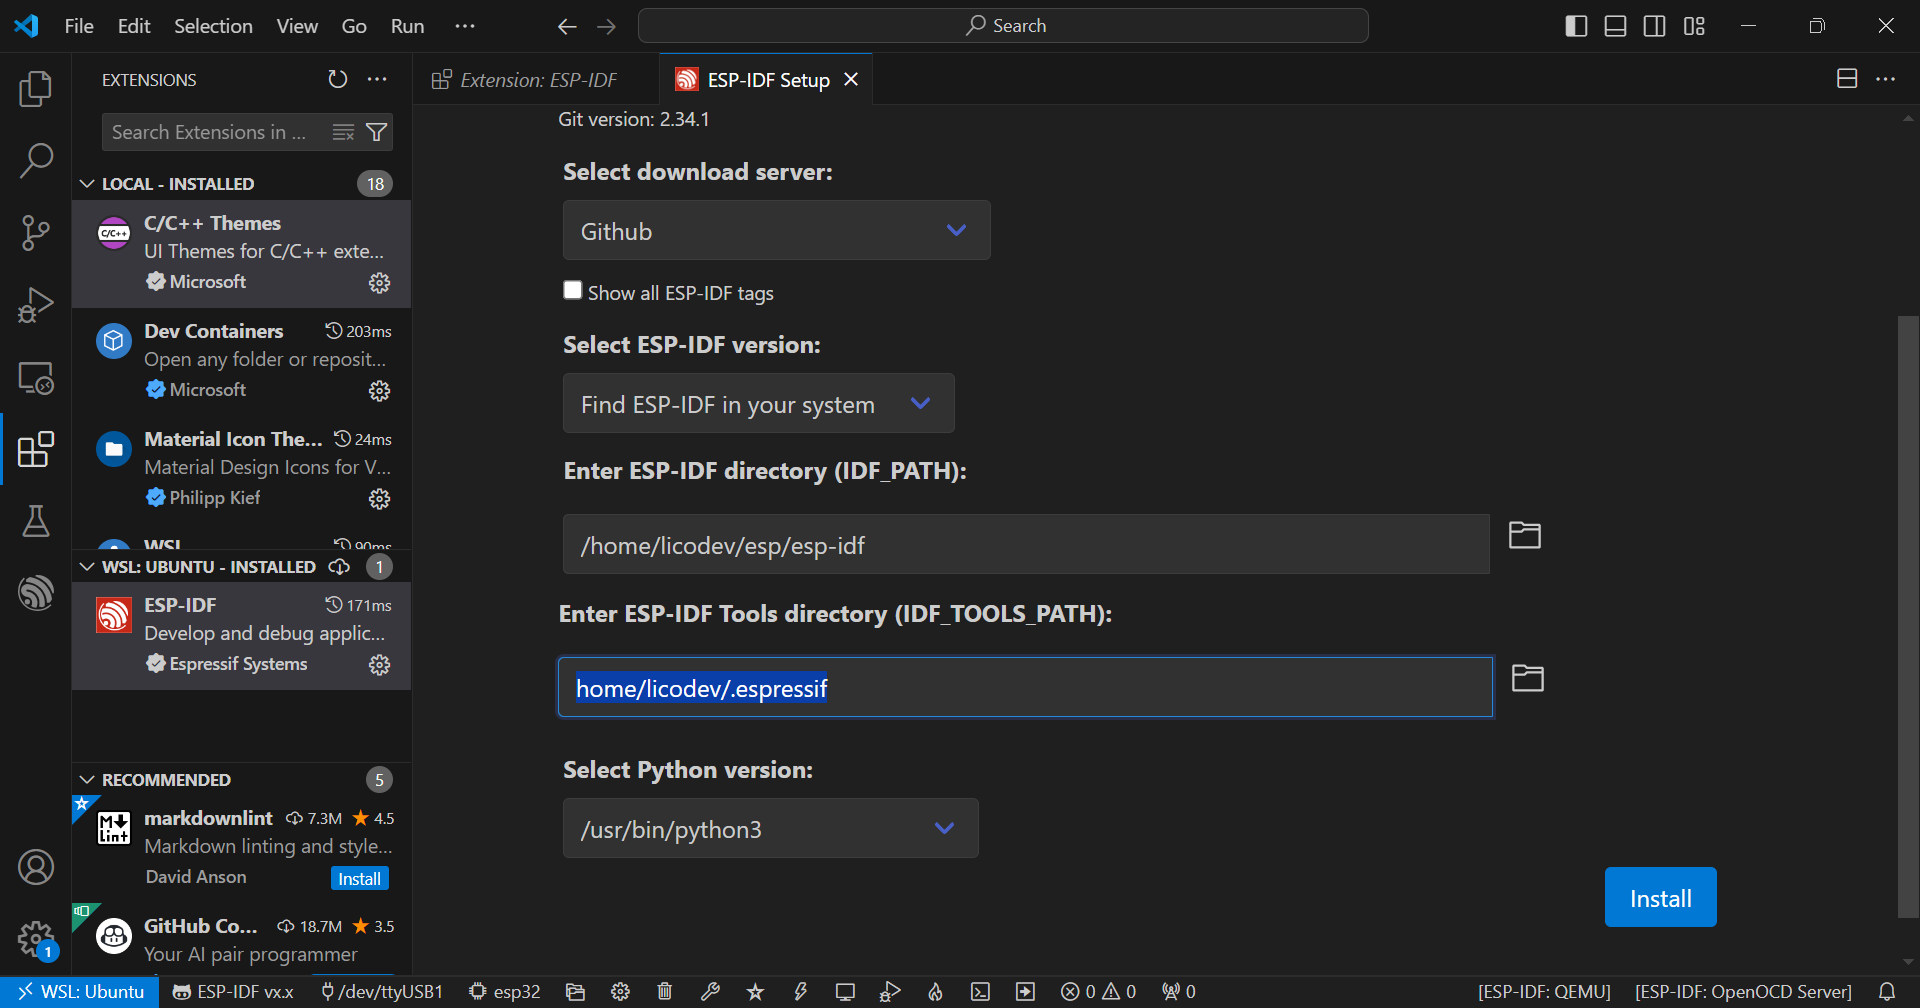 File Edit Selection View Go Run ···
Search
EXTENSIONS
Extension: ESP-IDF
ESP-IDF Setup
Search Extensions in ...
LOCAL - INSTALLED 18
C/C++ Themes
C/C++
UI Themes for C/C++ exte...
Microsoft
Dev Containers 203ms
Open any folder or reposit...
Microsoft
Material Icon The... 24ms
Material Design Icons for V...
Philipp Kief
WSL 90ms
WSL: UBUNTU - INSTALLED 1
ESP-IDF 171ms
Develop and debug applic...
Espressif Systems
RECOMMENDED 5
markdownlint 7.3M 4.5
M lint
Markdown linting and style...
David Anson Install
GitHub Co... 18.7M 3.5
Your AI pair programmer
1
Git version: 2.34.1
Select download server:
Github
Show all ESP-IDF tags
Select ESP-IDF version:
Find ESP-IDF in your system
Enter ESP-IDF directory (IDF_PATH):
/home/licodev/esp/esp-idf
Enter ESP-IDF Tools directory (IDF_TOOLS_PATH):
home/licodev/.espressif
Select Python version:
/usr/bin/python3
Install
WSL: Ubuntu ESP-IDF vx.x /dev/ttyUSB1 esp32 0 0 0 [ESP-IDF: QEMU] [ESP-IDF: OpenOCD Server]